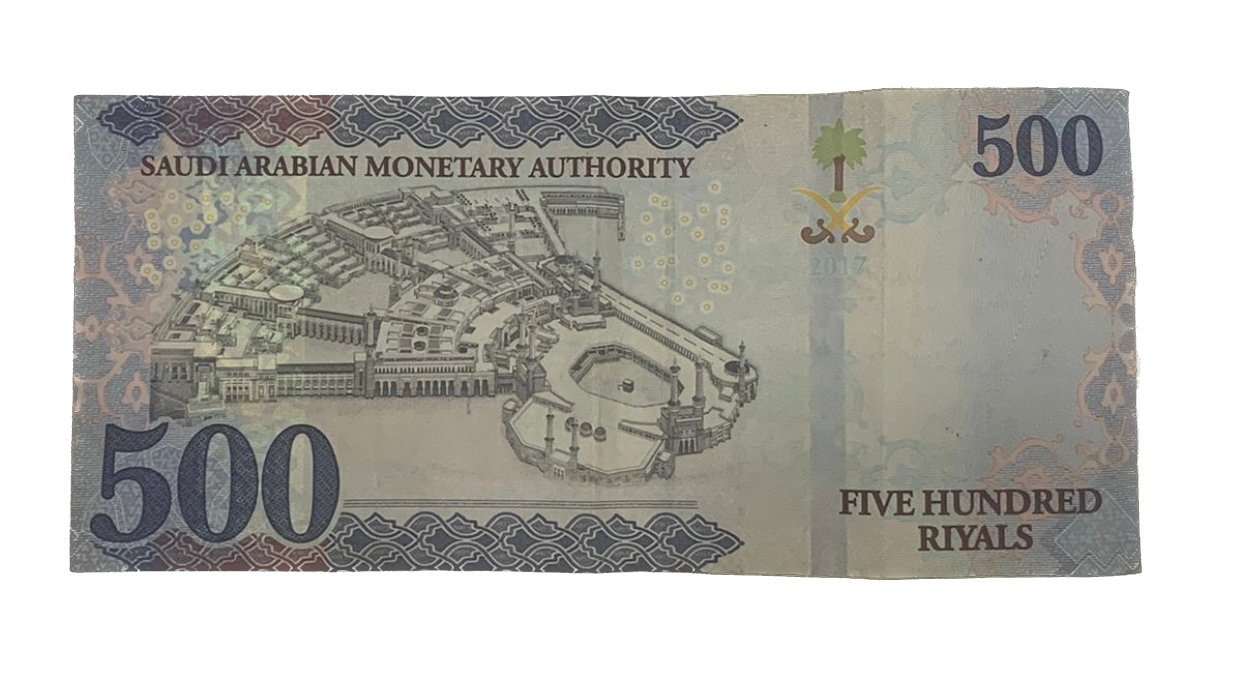 SAUDI ARABIAN MONETARY AUTHORITY
500
2017
500
FIVE HUNDRED
RIYALS